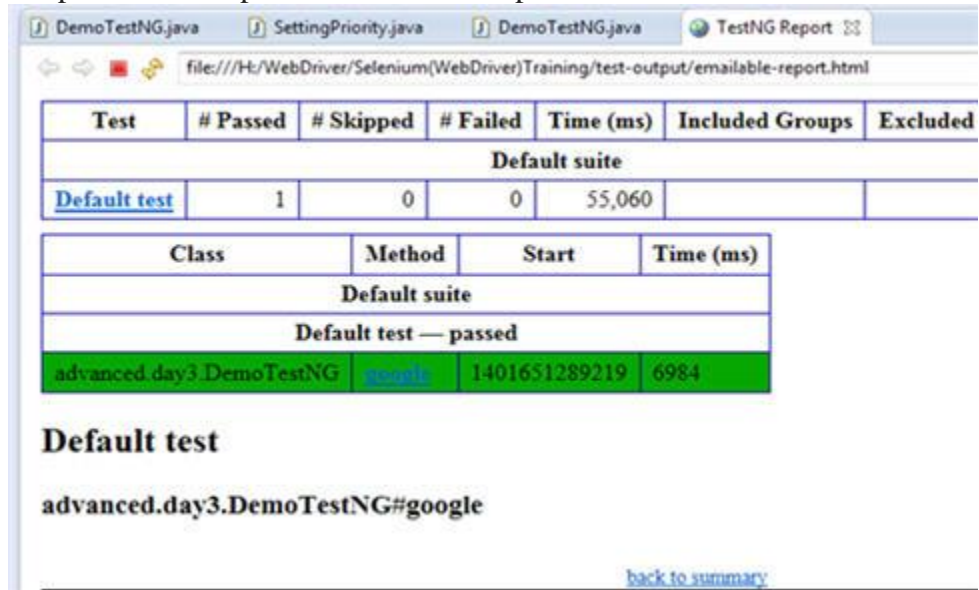 DemoTestNG.java SettingPriority.java DemoTestNG.java TestNG Report
file:///H:/WebDriver/Selenium(WebDriver)Training/test-output/emailable-report.html
Test # Passed # Skipped # Failed Time (ms) Included Groups Excluded
Default suite
Default test 1 0 0 55,060
Class Method Start Time (ms)
Default suite
Default test — passed
advanced.day3.DemoTestNG google 1401651289219 6984
Default test
advanced.day3.DemoTestNG#google
back to summary